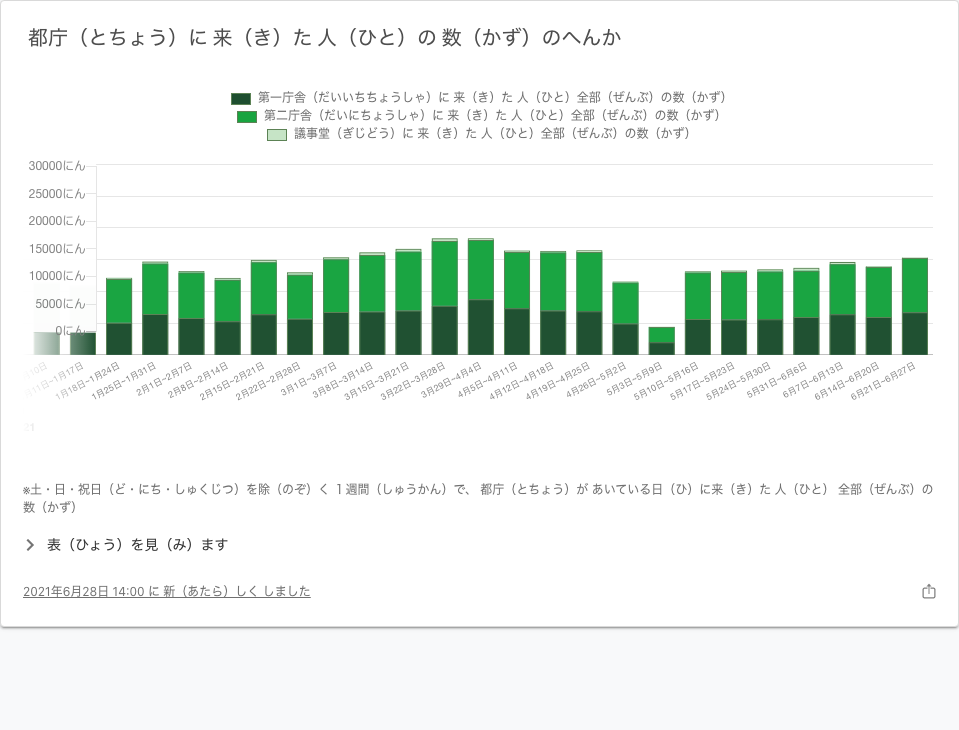 都庁（とちょう）に 来（き）た 人（ひと）の 数（かず）のへんか
第一庁舎（だいいちちょうしゃ）に 来（き）た 人（ひと）全部（ぜんぶ）の数（かず）
第二庁舎（だいにちょうしゃ）に 来（き）た 人（ひと）全部（ぜんぶ）の数（かず）
議事堂（ぎじどう）に 来（き）た 人（ひと）全部（ぜんぶ）の数（かず）
30000にん
25000にん
20000にん
15000にん
10000にん
5000にん
0にん
1月18日~1月24日
1月25日~1月31日
2月1日~2月7日
2月8日~2月14日
2月15日~2月21日
2月22日~2月28日
3月1日~3月7日
3月8日~3月14日
3月15日~3月21日
3月22日~3月28日
3月29日~4月4日
4月5日~4月11日
4月12日~4月18日
4月19日~4月25日
4月26日~5月2日
5月3日~5月9日
5月10日~5月16日
5月17日~5月23日
5月24日~5月30日
5月31日~6月6日
6月7日~6月13日
6月14日~6月20日
6月21日~6月27日
※土・日・祝日（ど・にち・しゅくじつ）を除（のぞ）く １週間（しゅうかん）で、 都庁（とちょう）が あいている日（ひ）に来（き）た 人（ひと） 全部（ぜんぶ）の
数（かず）
表（ひょう）を見（み）ます
2021年6月28日 14:00 に 新（あたら）しく しました